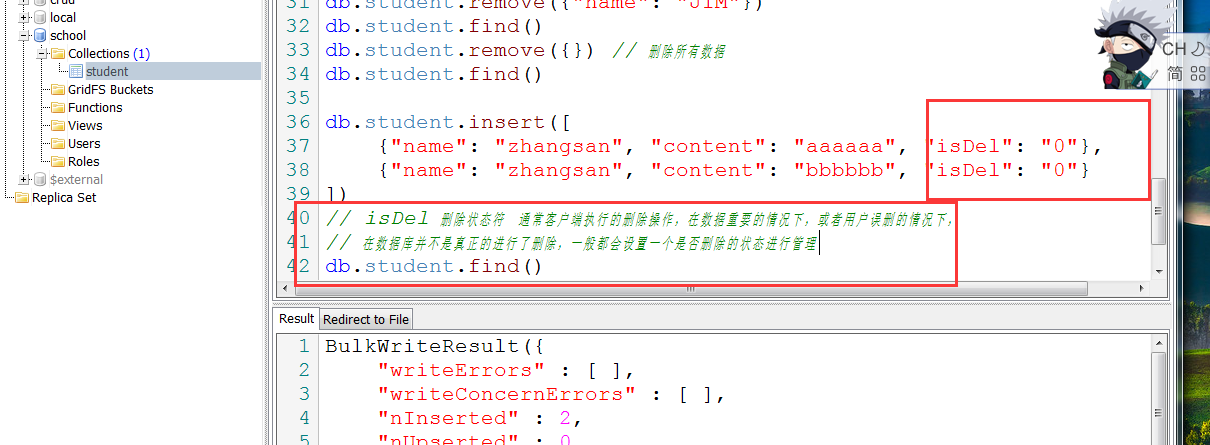 crud
local
school
Collections (1)
student
GridFS Buckets
Functions
Views
Users
Roles
$external
Replica Set
31 db.student.remove({"name": "JIM"})
32 db.student.find()
33 db.student.remove({}) // 删除所有数据
34 db.student.find()
35
36 db.student.insert([
37 {"name": "zhangsan", "content": "aaaaaa", "isDel": "0"},
38 {"name": "zhangsan", "content": "bbbbbb", "isDel": "0"}
39 ])
40 // isDel 删除状态符 通常客户端执行的删除操作，在数据重要的情况下，或者用户误删的情况下，
41 // 在数据库并不是真正的进行了删除，一般都会设置一个是否删除的状态进行管理
42 db.student.find()
CH
简
Result
Redirect to File
1 BulkWriteResult({
2 "writeErrors" : [ ],
3 "writeConcernErrors" : [ ],
4 "nInserted" : 2,
5 "nUpserted" : 0